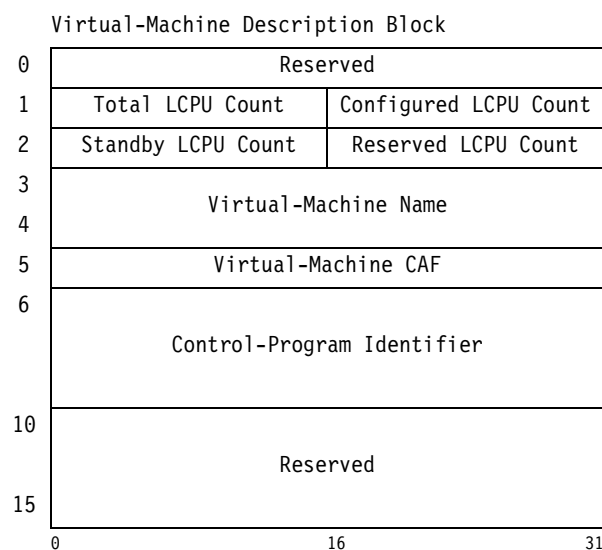 Virtual-Machine Description Block
0 Reserved
1 Total LCPU Count Configured LCPU Count
2 Standby LCPU Count Reserved LCPU Count
3
Virtual-Machine Name
4
5 Virtual-Machine CAF
6
Control-Program Identifier
10
Reserved
15
0 16 31